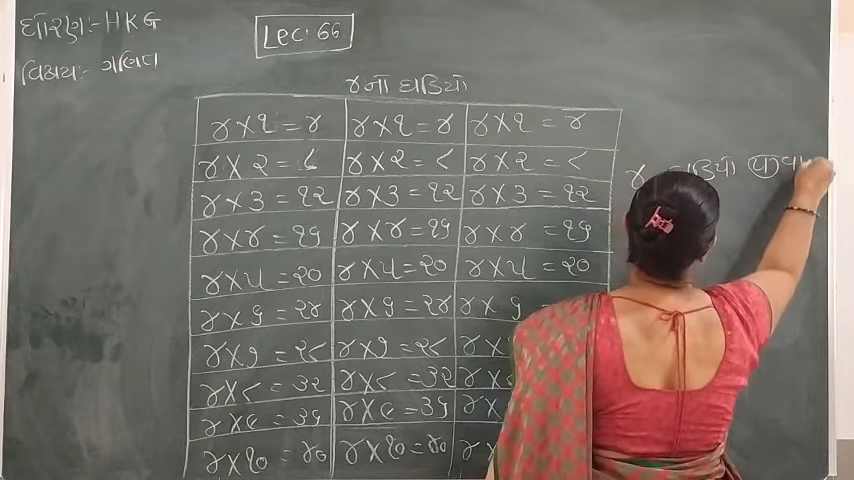 ધોરણ:- HKG
Lec: 66
વિષય:- ગણિત
૪નો ઘડિયો
૪×૧=૪ ૪×૧=૪ ૪×૧=૪
૪×૨=૮ ૪×૨=૮ ૪×૨=૮
૪×૩=૧૨ ૪×૩=૧૨ ૪×૩=૧૨
૪×૪=૧૬ ૪×૪=૧૬ ૪×૪=૧૬
૪×૫=૨૦ ૪×૫=૨૦ ૪×૫=૨૦
૪×૬=૨૪ ૪×૬=૨૪ ૪×૬=
૪×૭=૨૮ ૪×૭=૨૮ ૪×
૪×૮=૩૨ ૪×૮=૩૨ ૪×
૪×૯=૩૬ ૪×૯=૩૬ ૪×
૪×૧૦=૪૦ ૪×૧૦=૪૦ ૪×